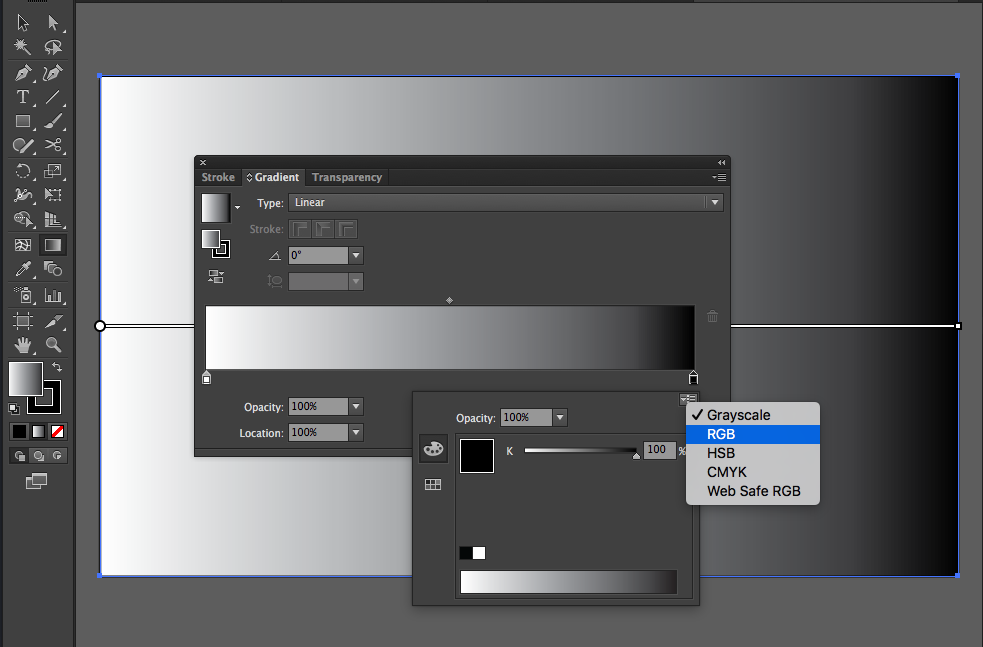 Stroke Gradient Transparency
Type: Linear
Stroke:
0°
Opacity: 100%
Location: 100%
Opacity: 100%
K 100 %
Grayscale
RGB
HSB
CMYK
Web Safe RGB